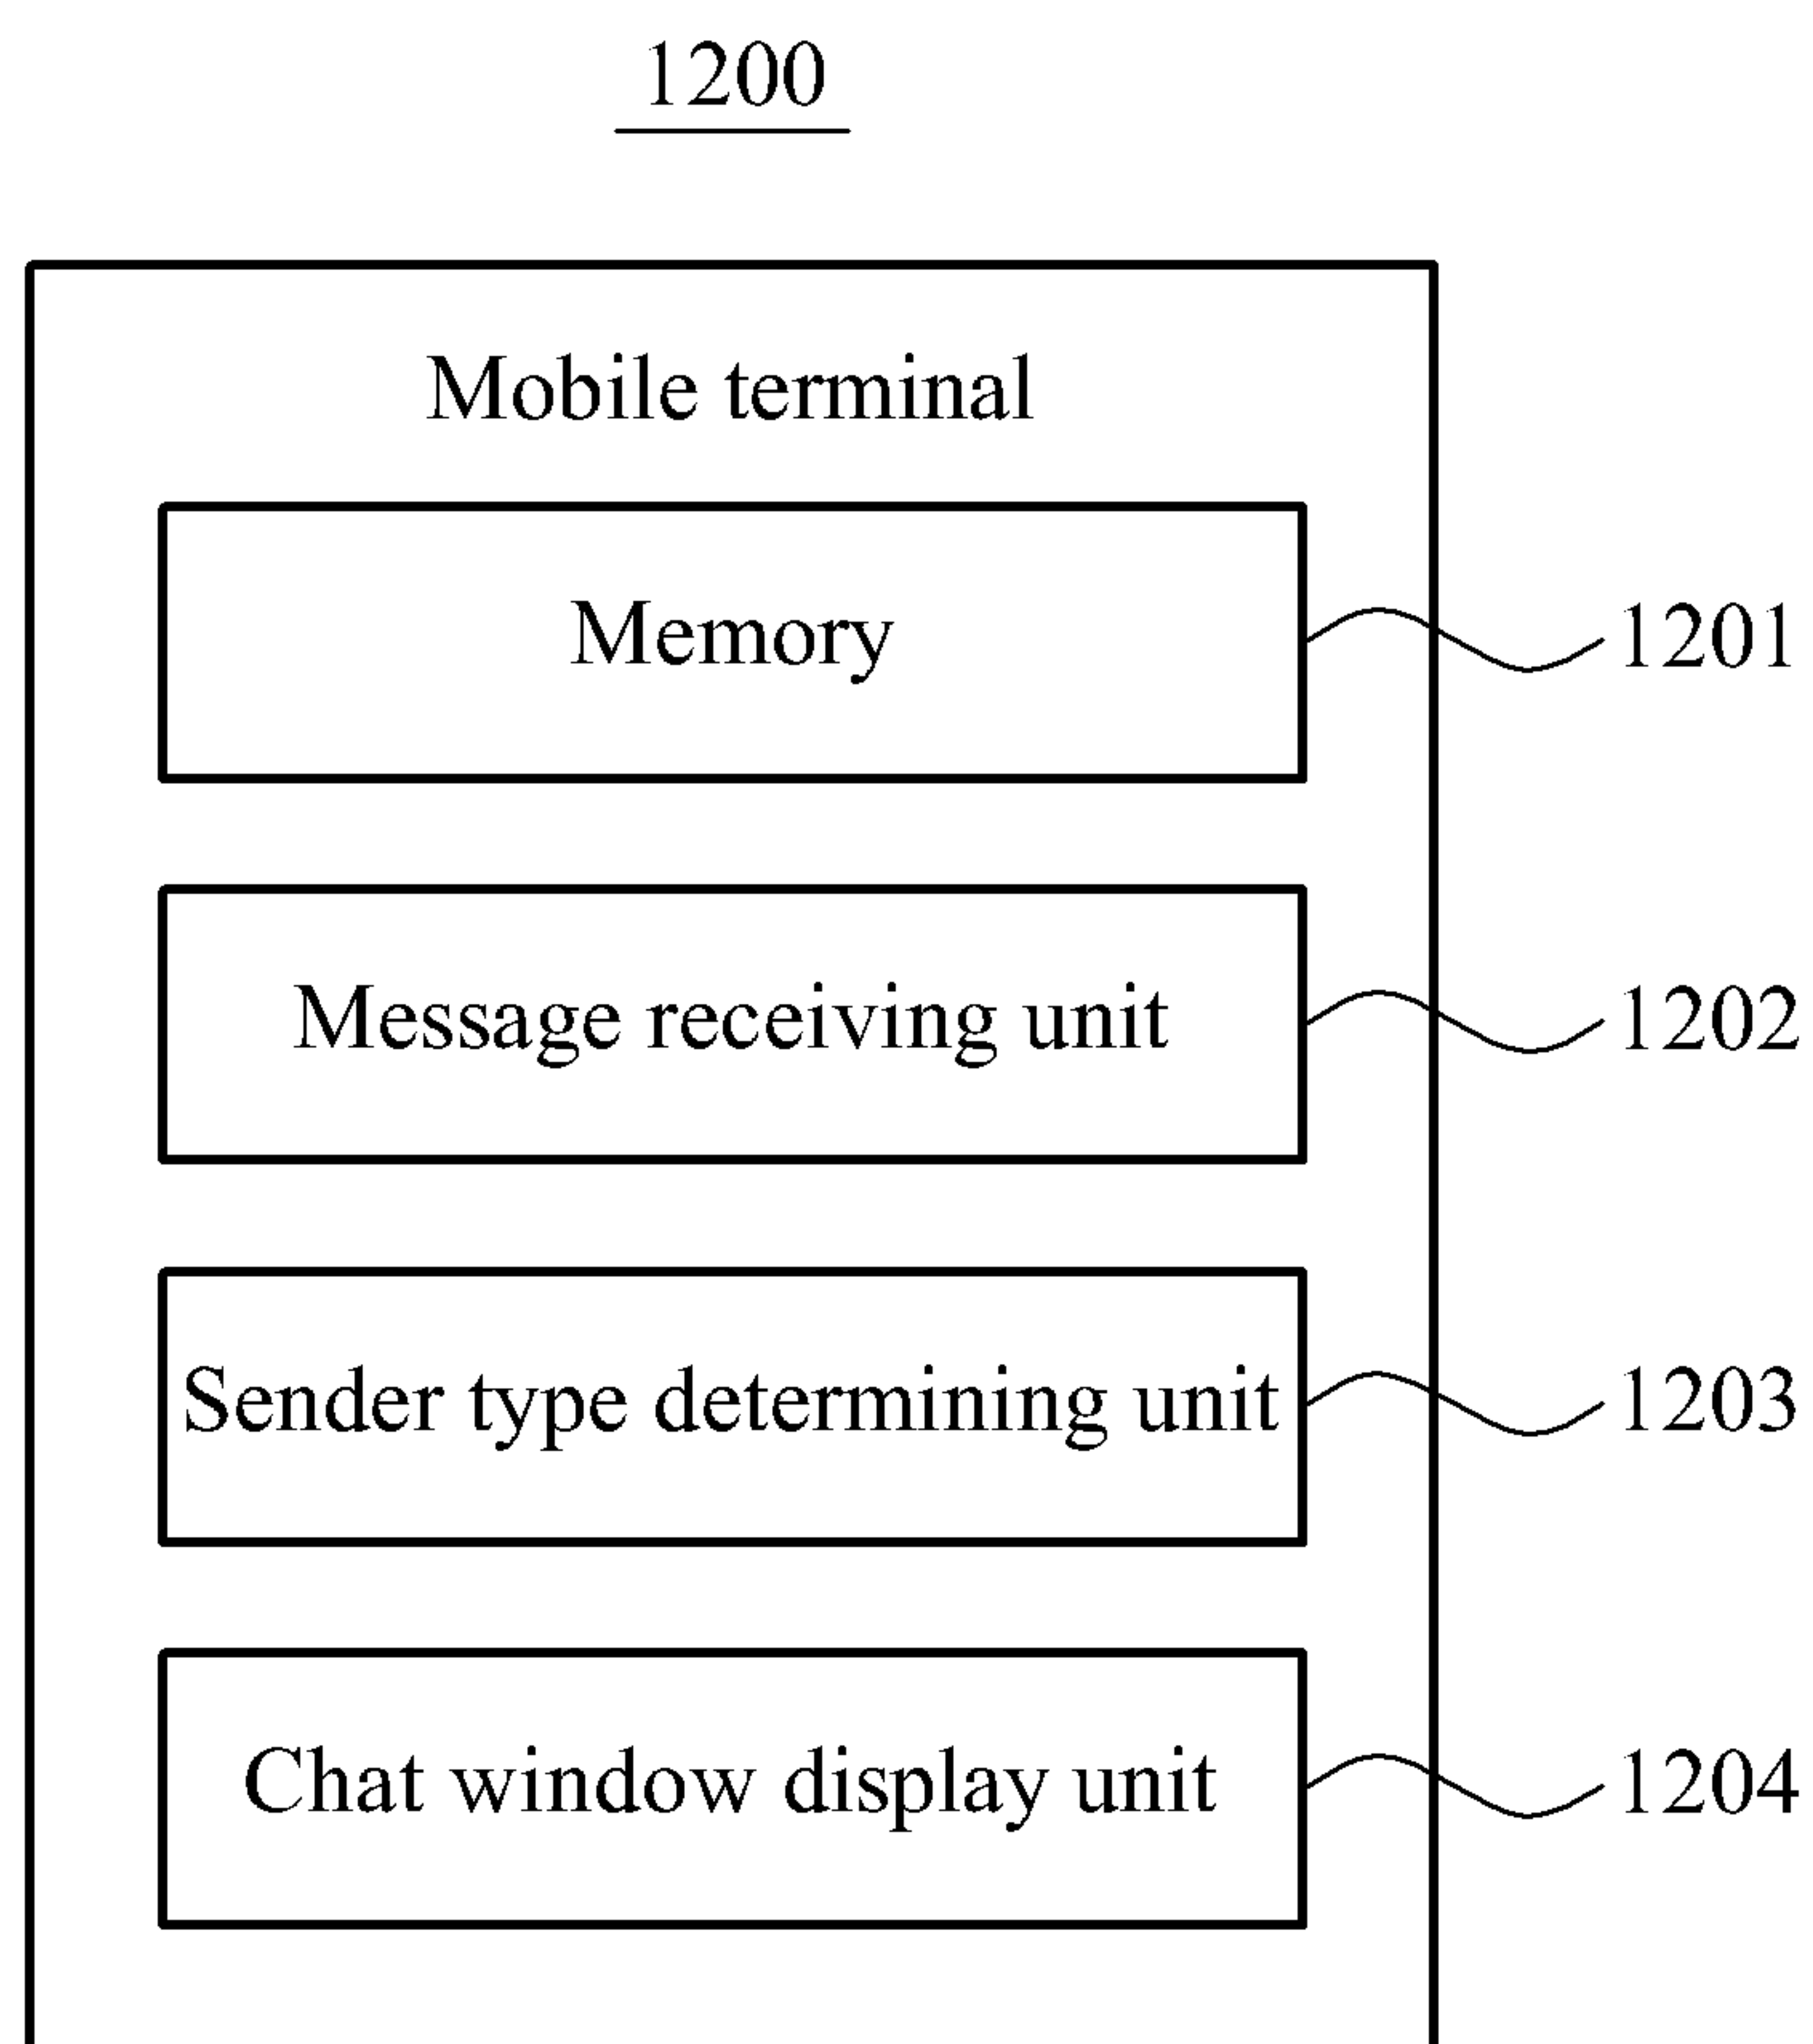 1200
Mobile terminal
Memory
1201
Message receiving unit
1202
Sender type determining unit
1203
Chat window display unit
1204